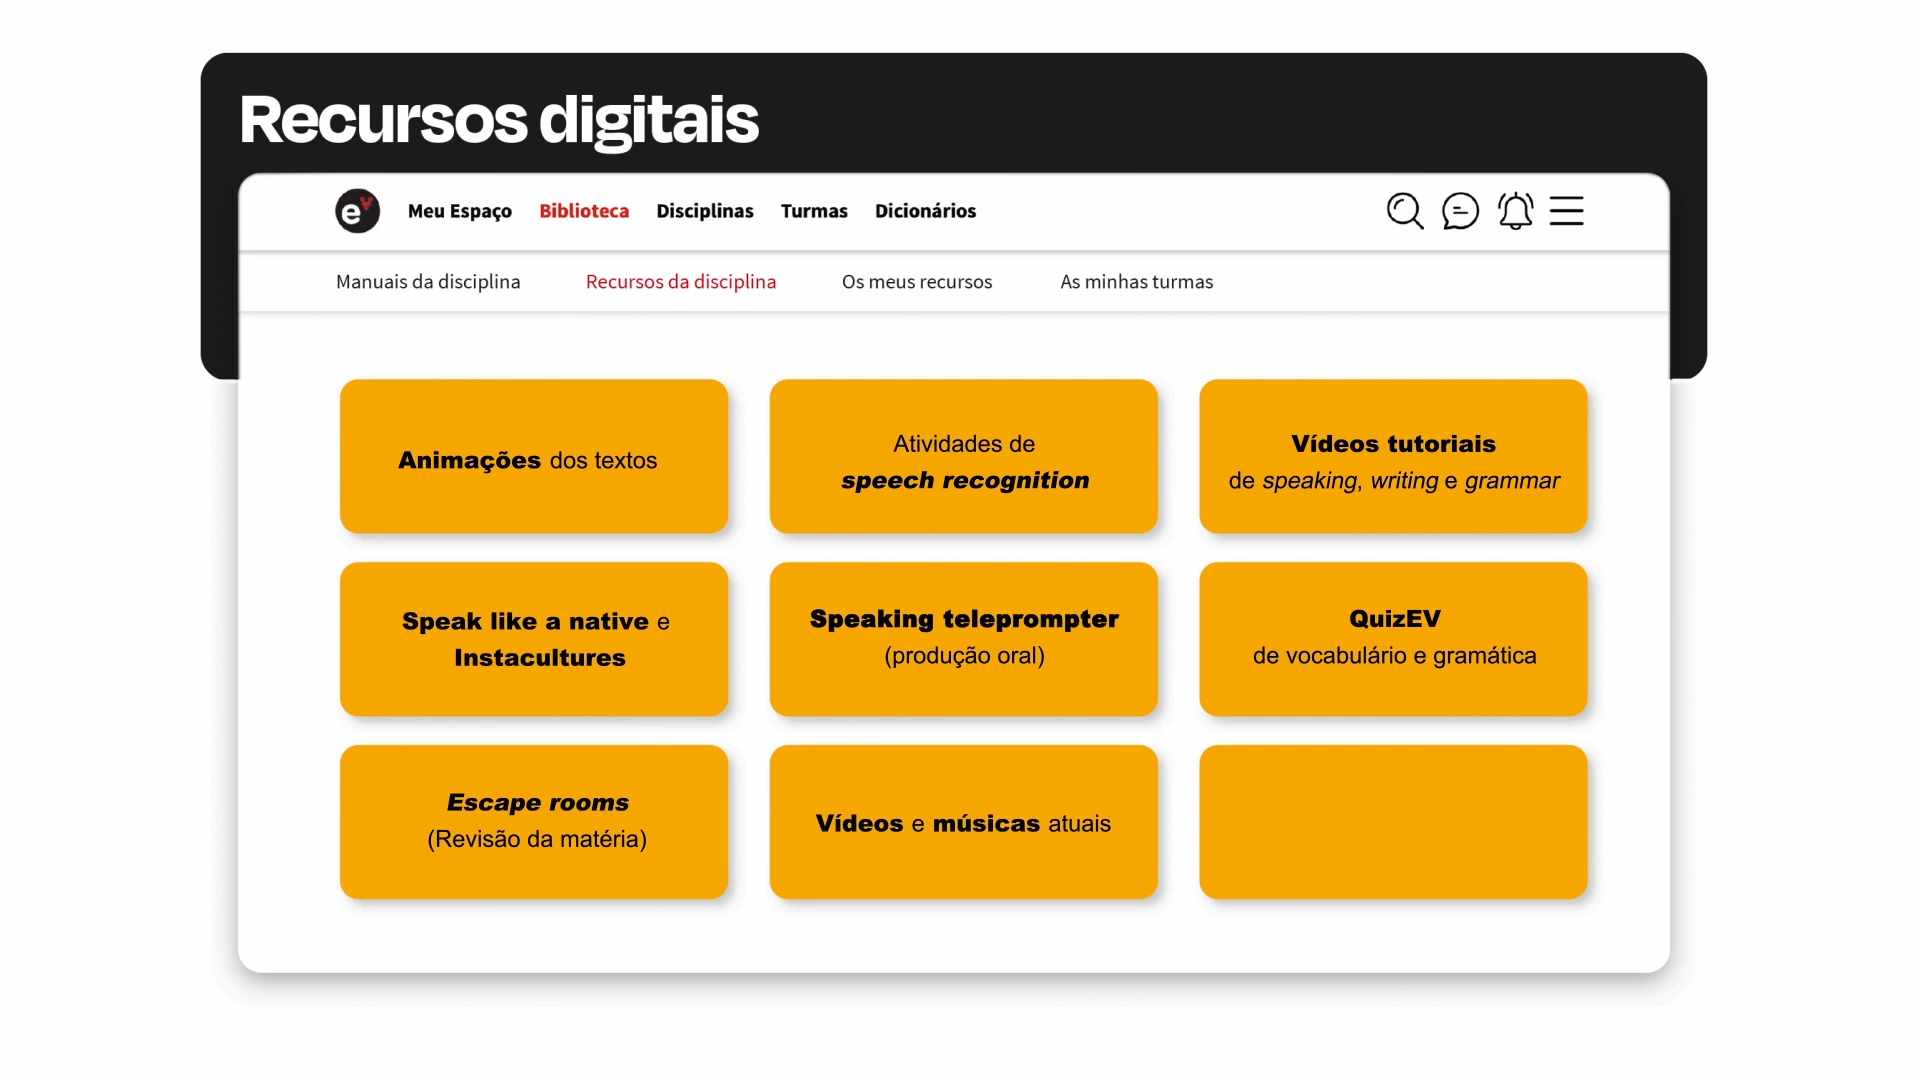 Recursos digitais
ev Meu Espaço Biblioteca Disciplinas Turmas Dicionários
Manuais da disciplina Recursos da disciplina Os meus recursos As minhas turmas
Animações dos textos
Atividades de
speech recognition
Vídeos tutoriais
de speaking, writing e grammar
Speak like a native e
Instacultures
Speaking teleprompter
(produção oral)
QuizEV
de vocabulário e gramática
Escape rooms
(Revisão da matéria)
Vídeos e músicas atuais